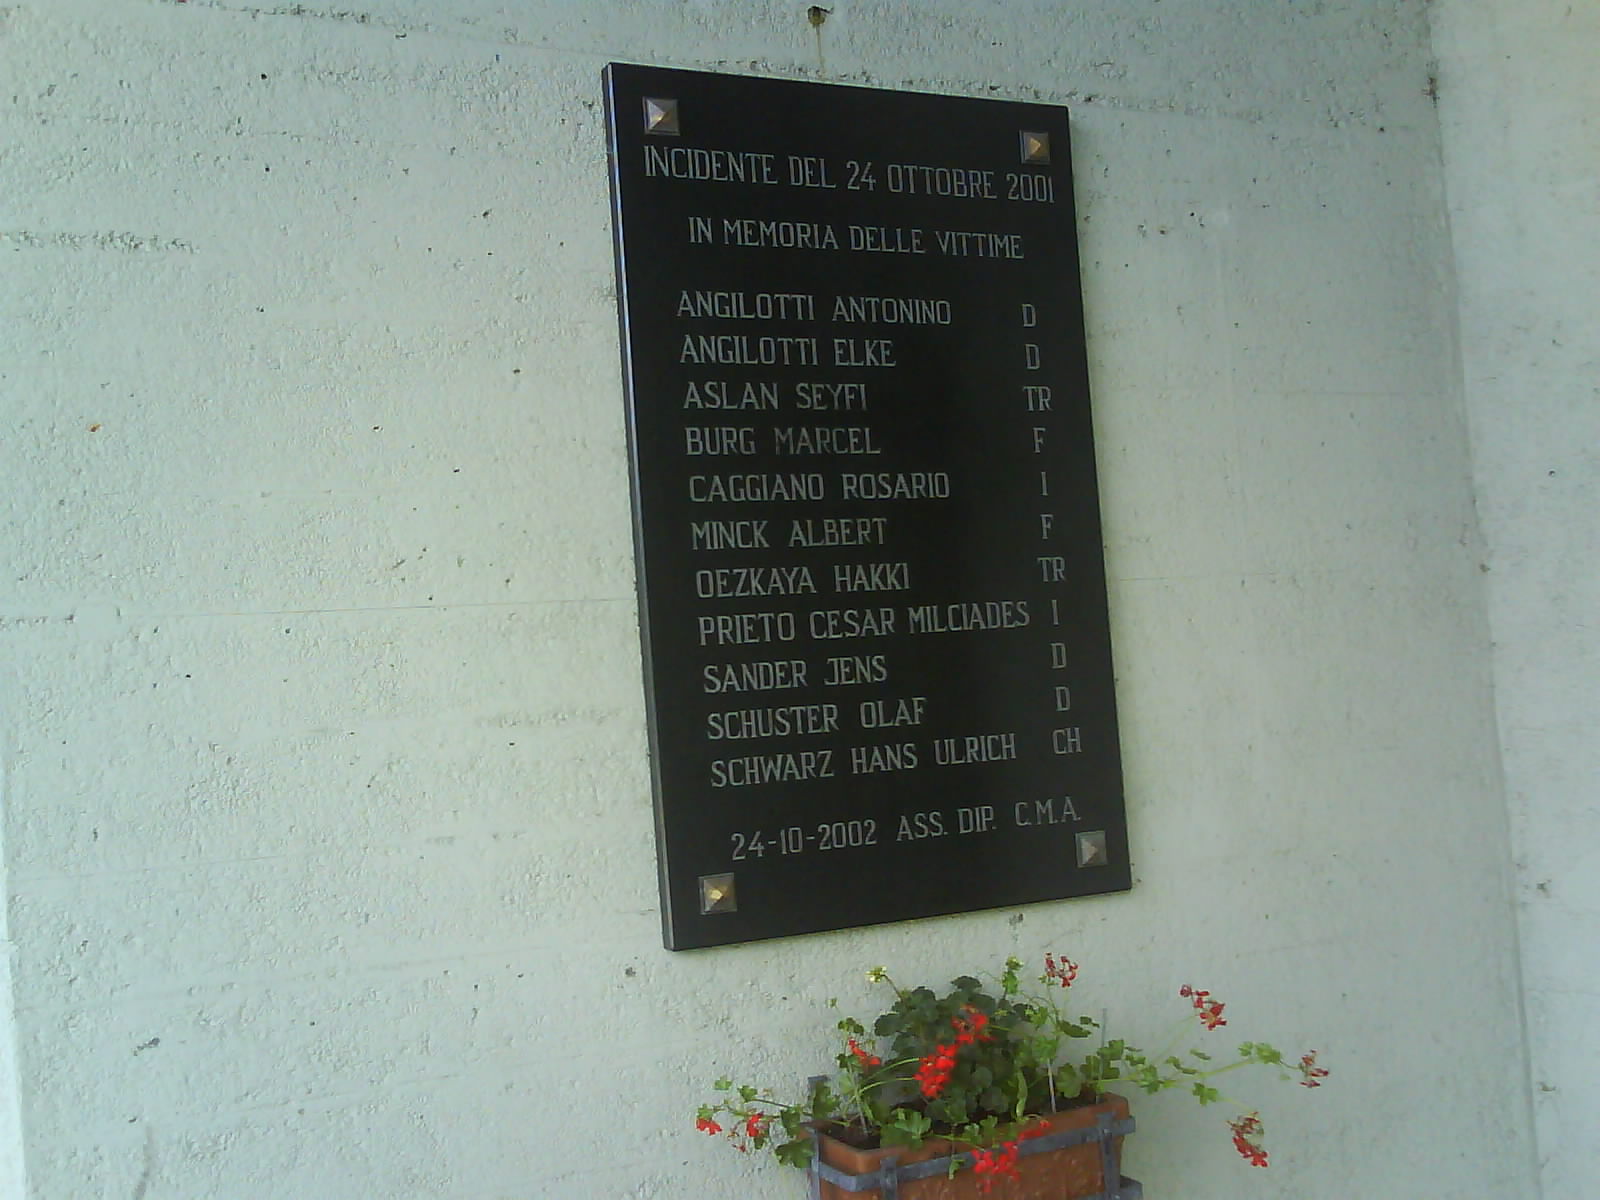 INCIDENTE DEL 24 OTTOBRE 2001
IN MEMORIA DELLE VITTIME
ANGILOTTI ANTONINO D
ANGILOTTI ELKE D
ASLAN SEYFI TR
BURG MARCEL F
CAGGIANO ROSARIO I
MINCK ALBERT F
OEZKAYA HAKKI TR
PRIETO CESAR MILCIADES I
SANDER JENS D
SCHUSTER OLAF D
SCHWARZ HANS ULRICH CH
24-10-2002 ASS. DIP. C.M.A.